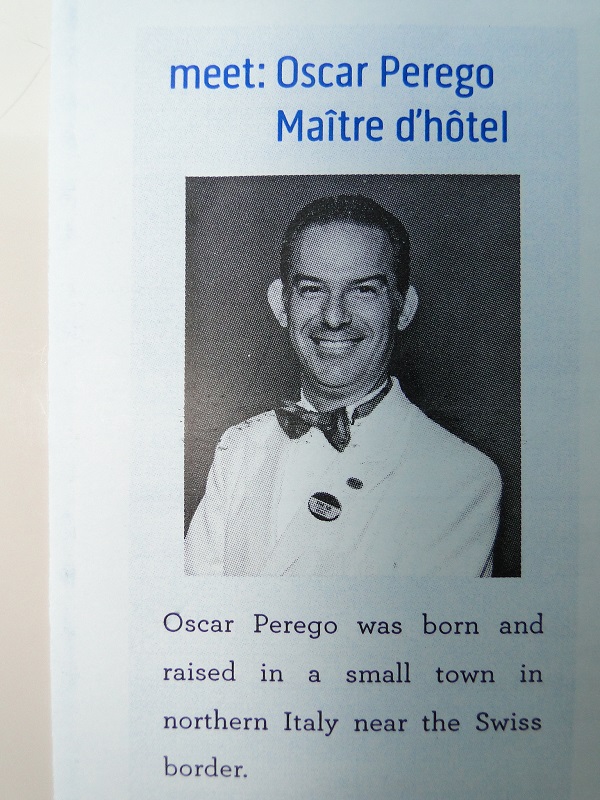 meet: Oscar Perego
Maître d'hôtel
Oscar Perego was born and
raised in a small town in
northern Italy near the Swiss
border.